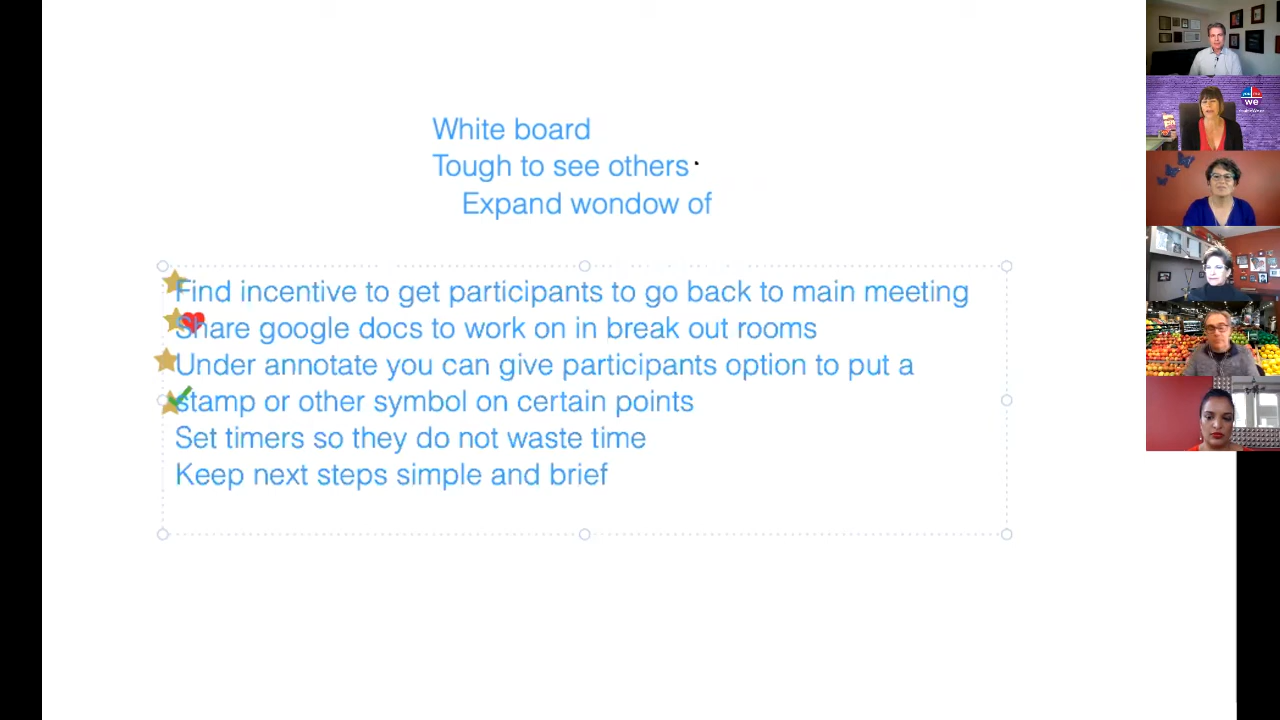 White board
Tough to see others
Expand wondow of
Find incentive to get participants to go back to main meeting
Share google docs to work on in break out rooms
Under annotate you can give participants option to put a
stamp or other symbol on certain points
Set timers so they do not waste time
Keep next steps simple and brief
we